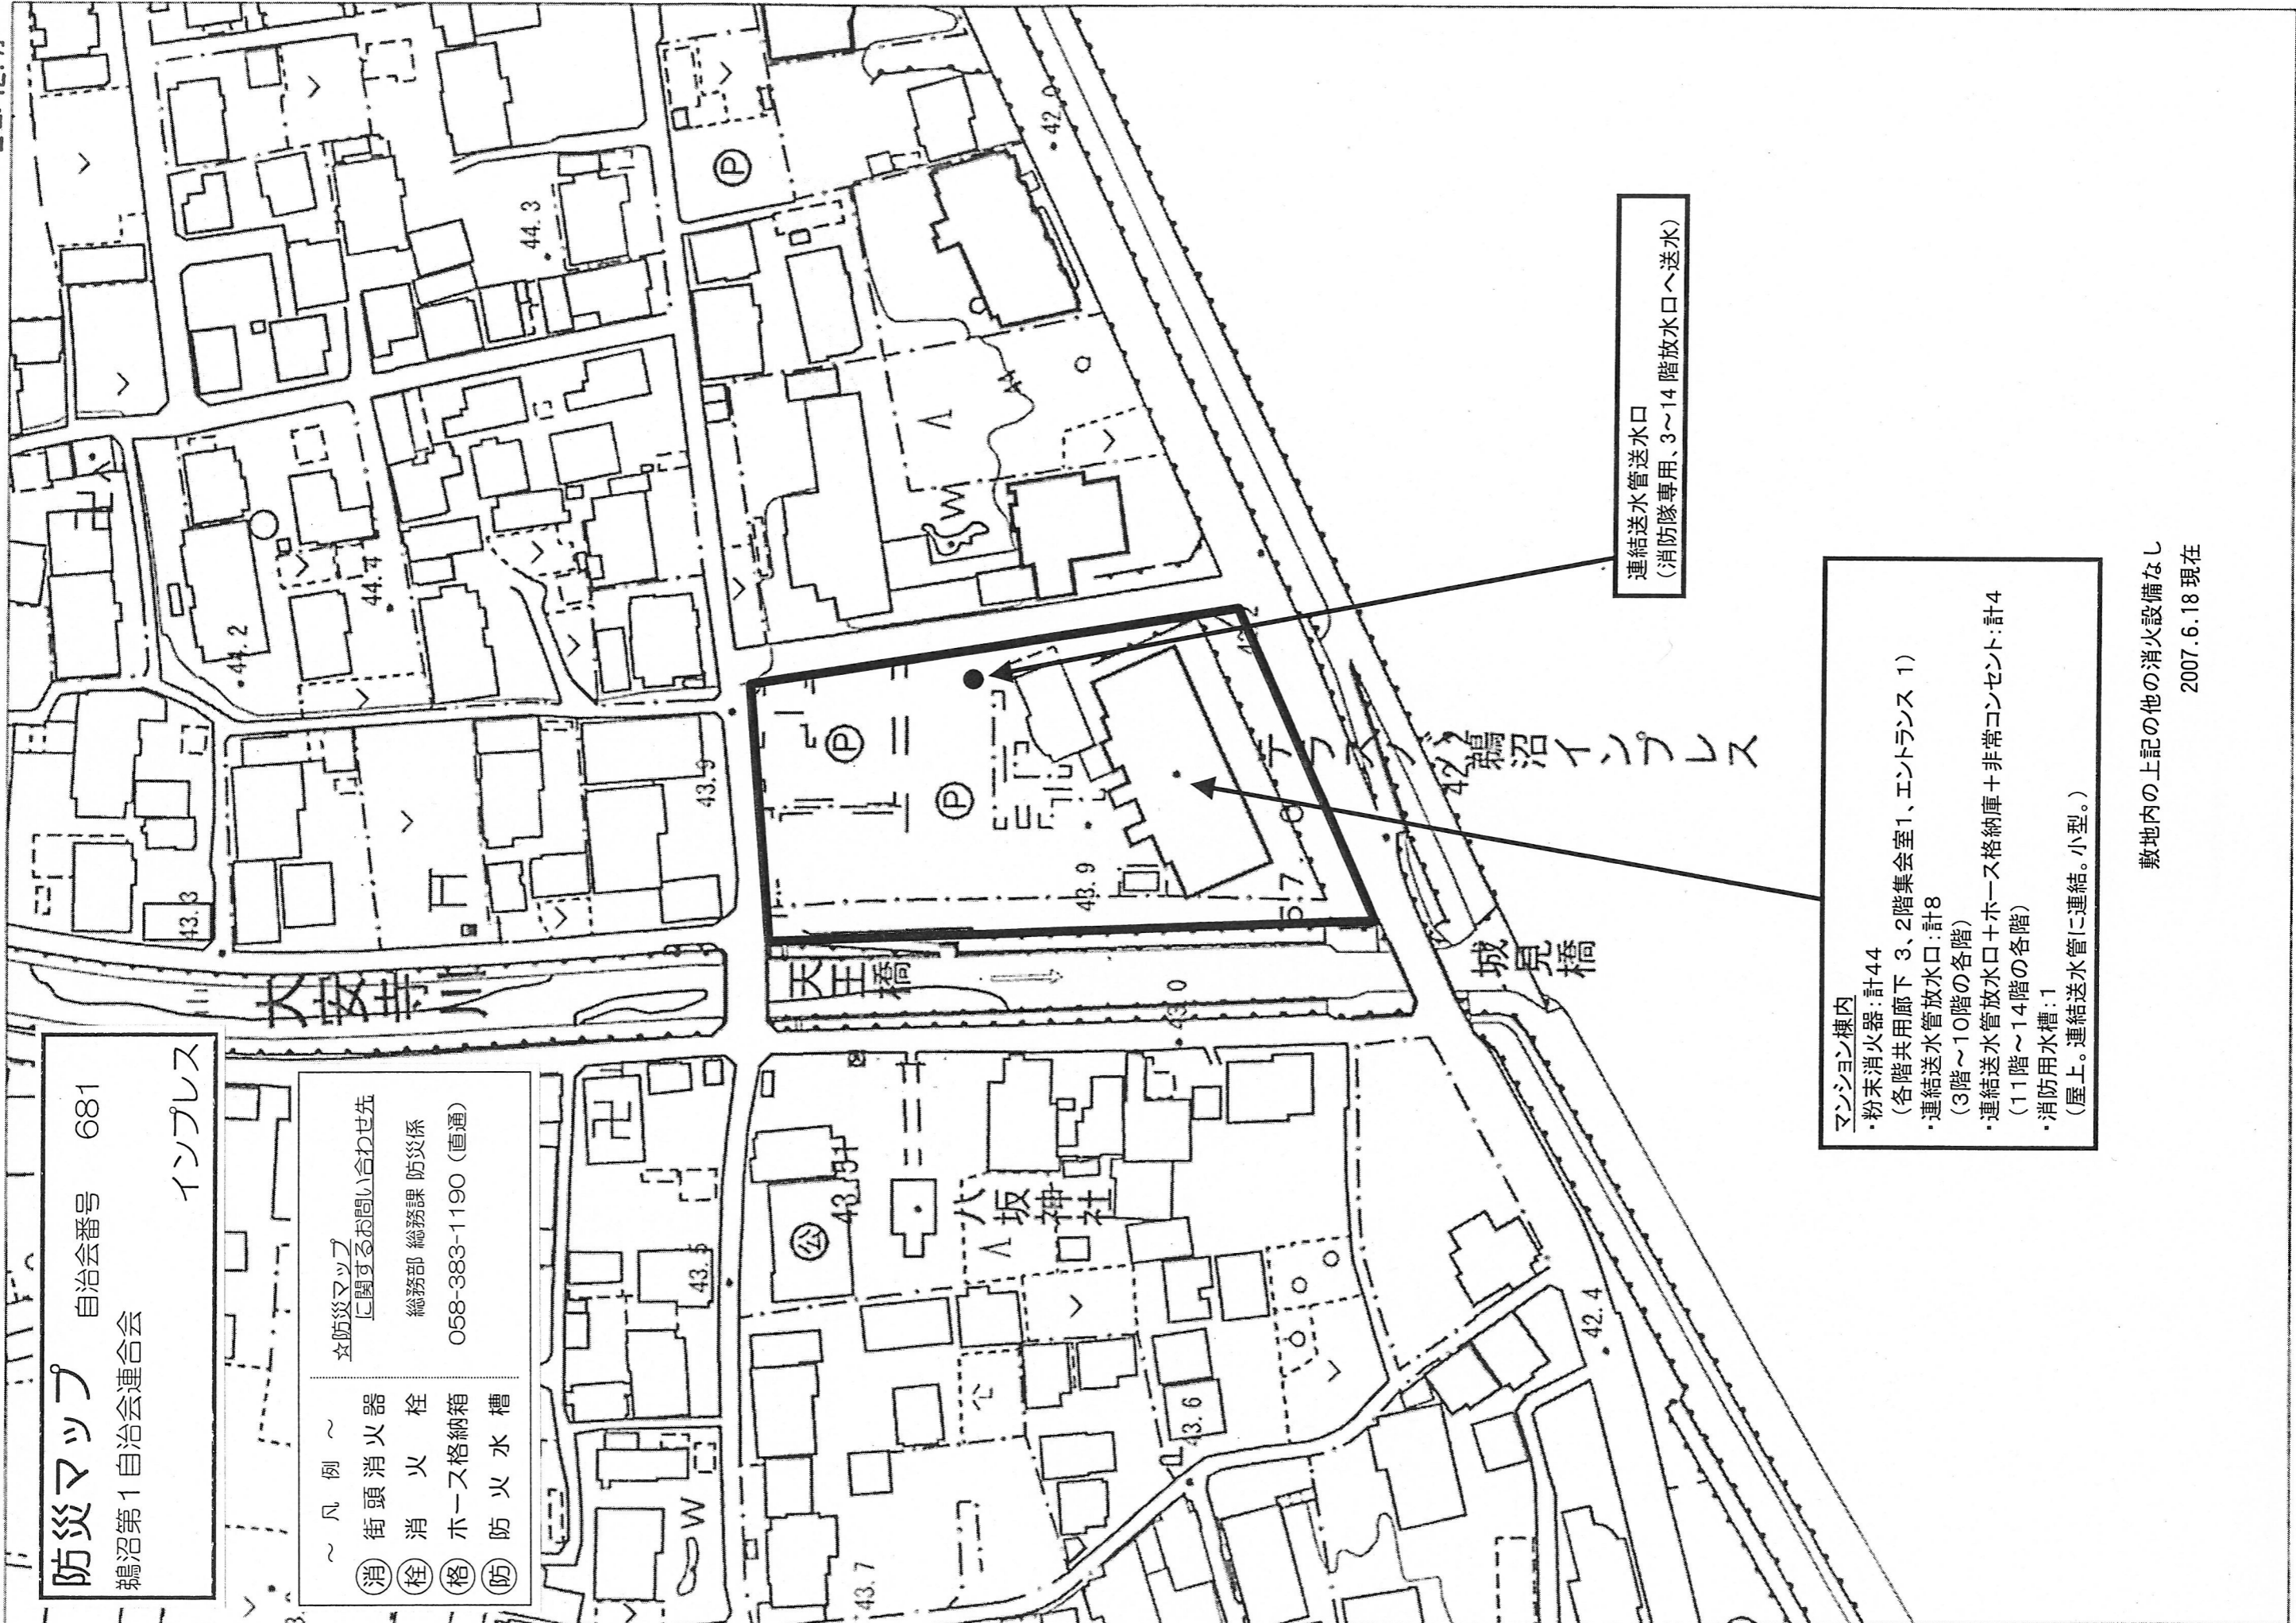 防災マップ 自治会番号 681
鵜沼第1自治会連合会
インプレス
～ 凡 例 ～
消 街頭消火器
栓 消 火 栓
格 ホース格納箱
防 防火水槽
☆防災マップ
に関するお問い合わせ先
総務部 総務課 防災係
058-383-1190（直通）
大安寺川
天王橋
城見橋
八坂神社
公
鵜沼インプレス
P
P
P
W
W
44.3
44.2
44.4
43.9
43.3
43.9
43.0
43.5
43.6
43.7
42.4
42.0
連結送水管送水口
（消防隊専用、3～14階放水口へ送水）
マンション棟内
・粉末消火器：計44
（各階共用廊下 3、2階集会室1、エントランス 1）
・連結送水管放水口：計8
（3階～10階の各階）
・連結送水管放水口＋ホース格納庫＋非常コンセント：計4
（11階～14階の各階）
・消防用水槽：1
（屋上。連結送水管に連結。小型。）
敷地内の上記の他の消火設備なし
2007.6.18現在